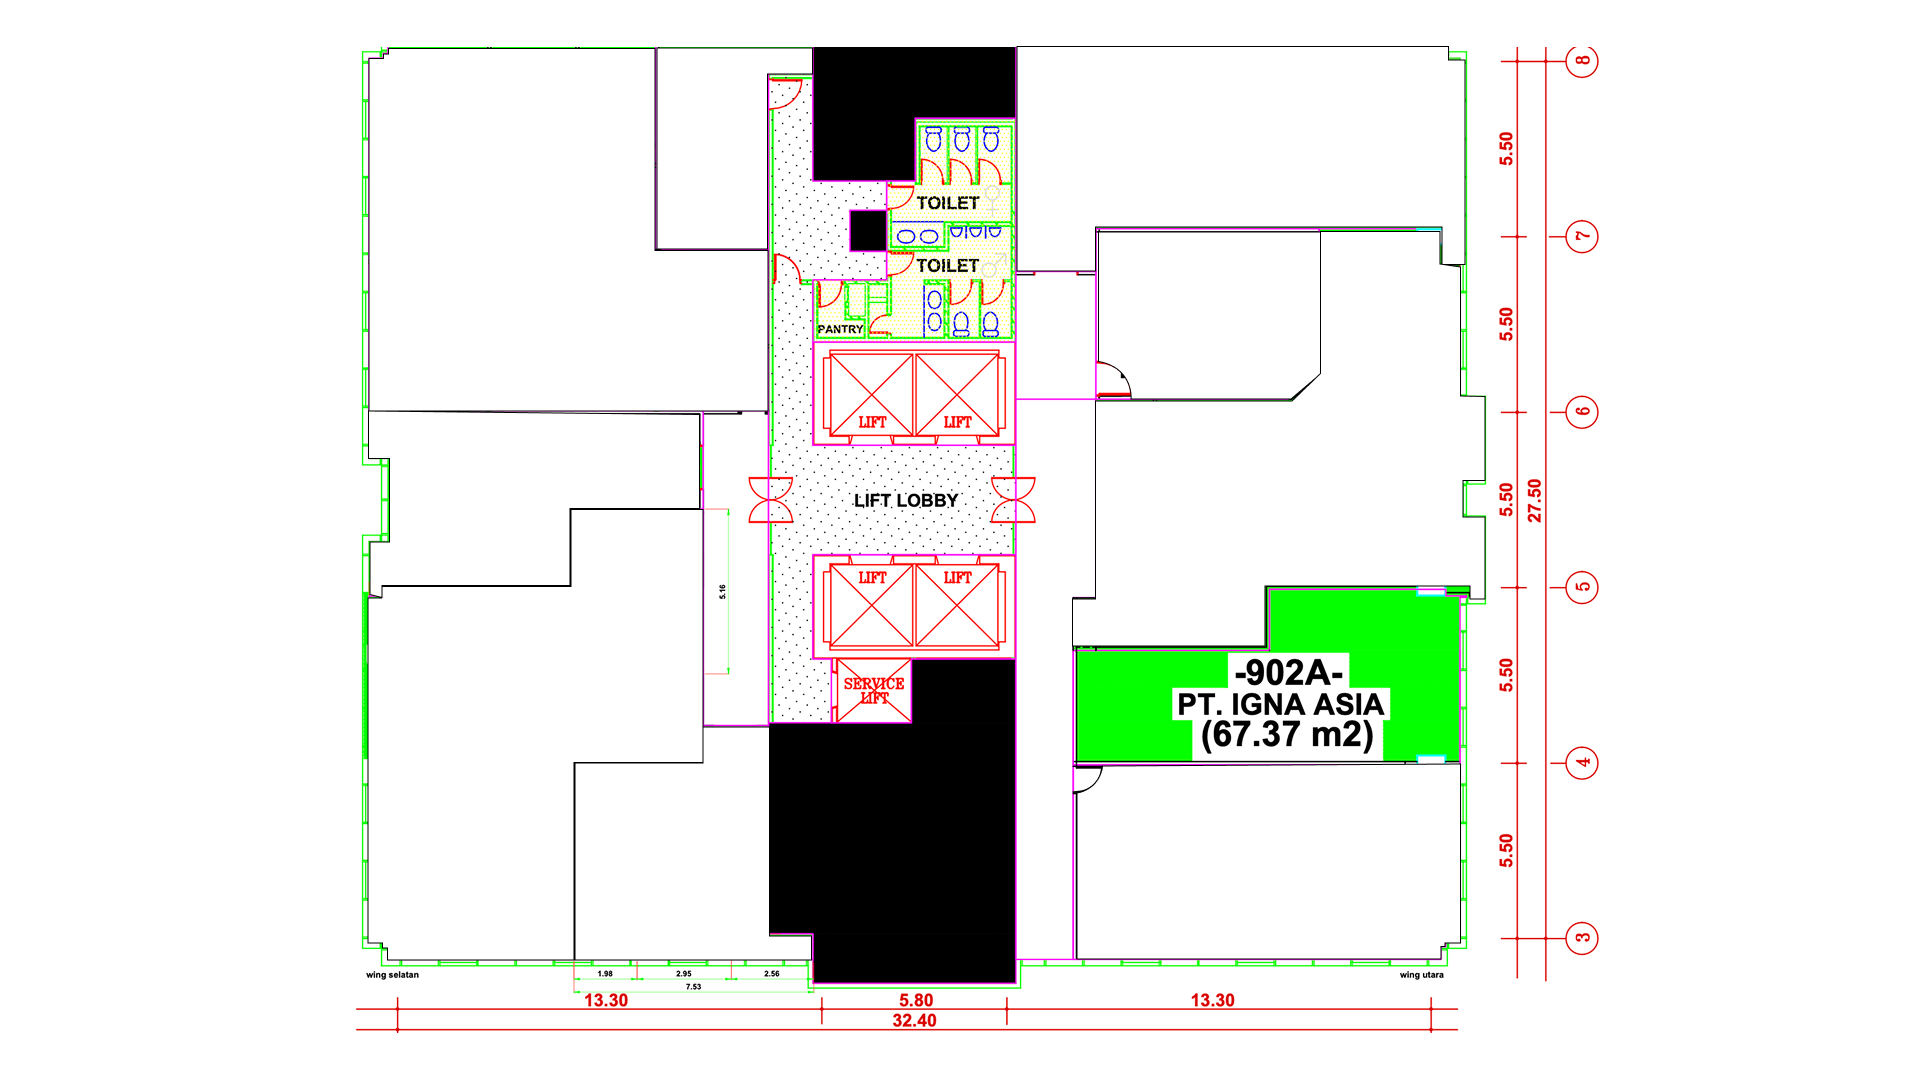 8
5.50
TOILET
7
TOILET
5.50
PANTRY
6
LIFT
LIFT
LIFT LOBBY
5.50
27.50
LIFT
LIFT
5
5.16
-902A-
5.50
SERVICE
LIFT
PT. IGNA ASIA
(67.37 m2)
4
5.50
3
wing selatan
1.98
2.95
2.56
wing utara
7.53
13.30
5.80
13.30
32.40